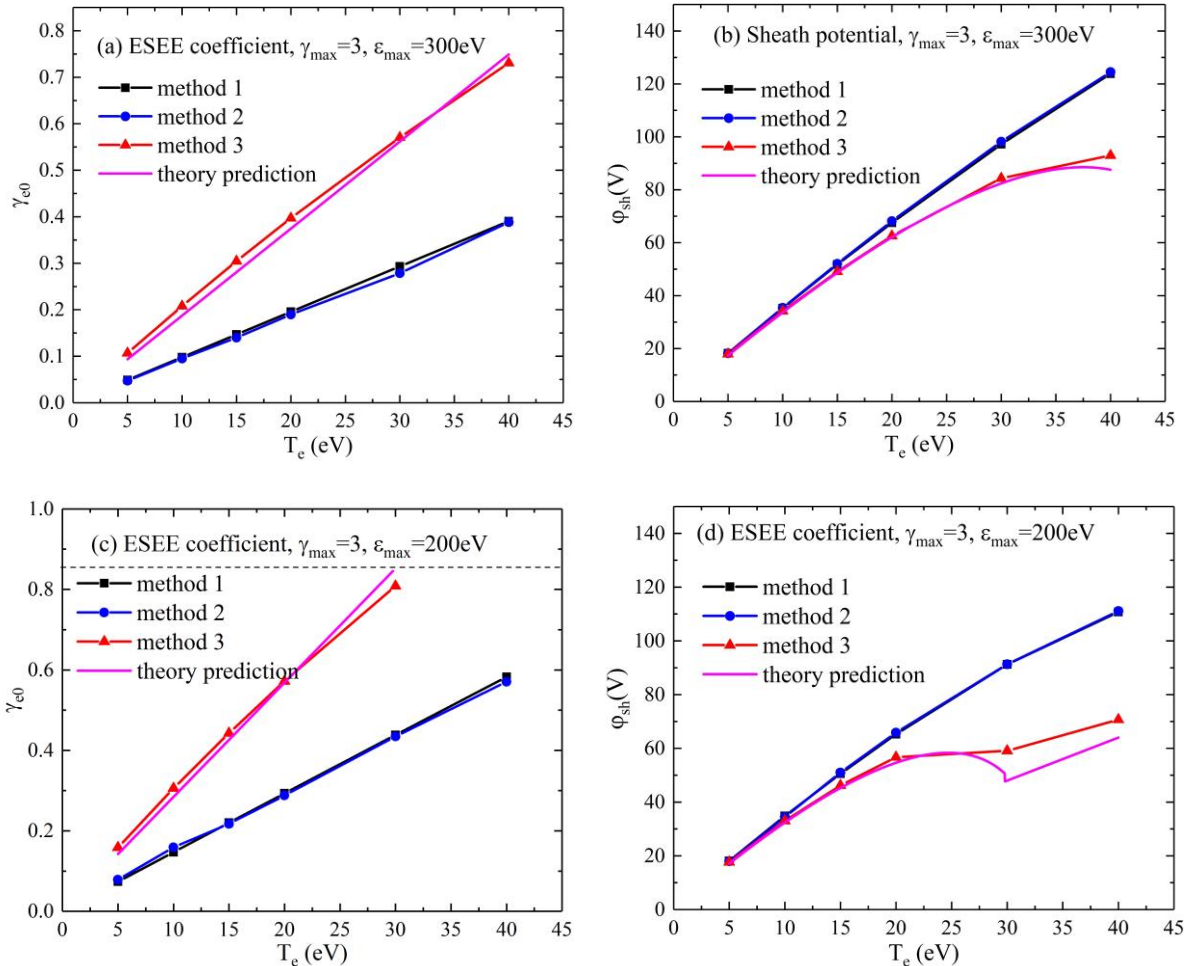 (a) ESEE coefficient, γmax=3, εmax=300eV
method 1
method 2
method 3
theory prediction
γe0
0.8
0.7
0.6
0.5
0.4
0.3
0.2
0.1
0.0
0 5 10 15 20 25 30 35 40 45
Te (eV)
(b) Sheath potential, γmax=3, εmax=300eV
method 1
method 2
method 3
theory prediction
φsh(V)
140
120
100
80
60
40
20
0
0 5 10 15 20 25 30 35 40 45
Te (eV)
(c) ESEE coefficient, γmax=3, εmax=200eV
method 1
method 2
method 3
theory prediction
γe0
1.0
0.8
0.6
0.4
0.2
0.0
0 5 10 15 20 25 30 35 40 45
Te (eV)
(d) ESEE coefficient, γmax=3, εmax=200eV
method 1
method 2
method 3
theory prediction
φsh(V)
140
120
100
80
60
40
20
0
0 5 10 15 20 25 30 35 40 45
Te (eV)